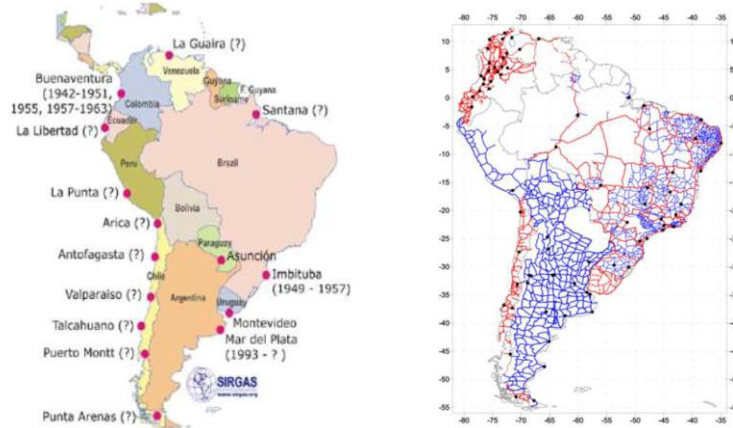 La Guaira (?)
Venezuela
Guyana
Suriname
F. Guyana
Buenaventura
(1942-1951,
1955, 1957-1963)
Colombia
Santana (?)
Ecuador
La Libertad (?)
Peru
Brazil
La Punta (?)
Bolivia
Arica (?)
Paraguay
Antofagasta (?)
Asunción
Chile
Imbituba
(1949 - 1957)
Valparaiso (?)
Argentina
Uruguay
Talcahuano (?)
Montevideo
Mar del Plata
(1993 - ? )
Puerto Montt (?)
SIRGAS
www.sirgas.org
Punta Arenas (?)
-80 -75 -70 -65 -60 -55 -50 -45 -40 -35
10
5
0
-5
-10
-15
-20
-25
-30
-35
-40
-45
-50
-55
-80 -75 -70 -65 -60 -55 -50 -45 -40 -35